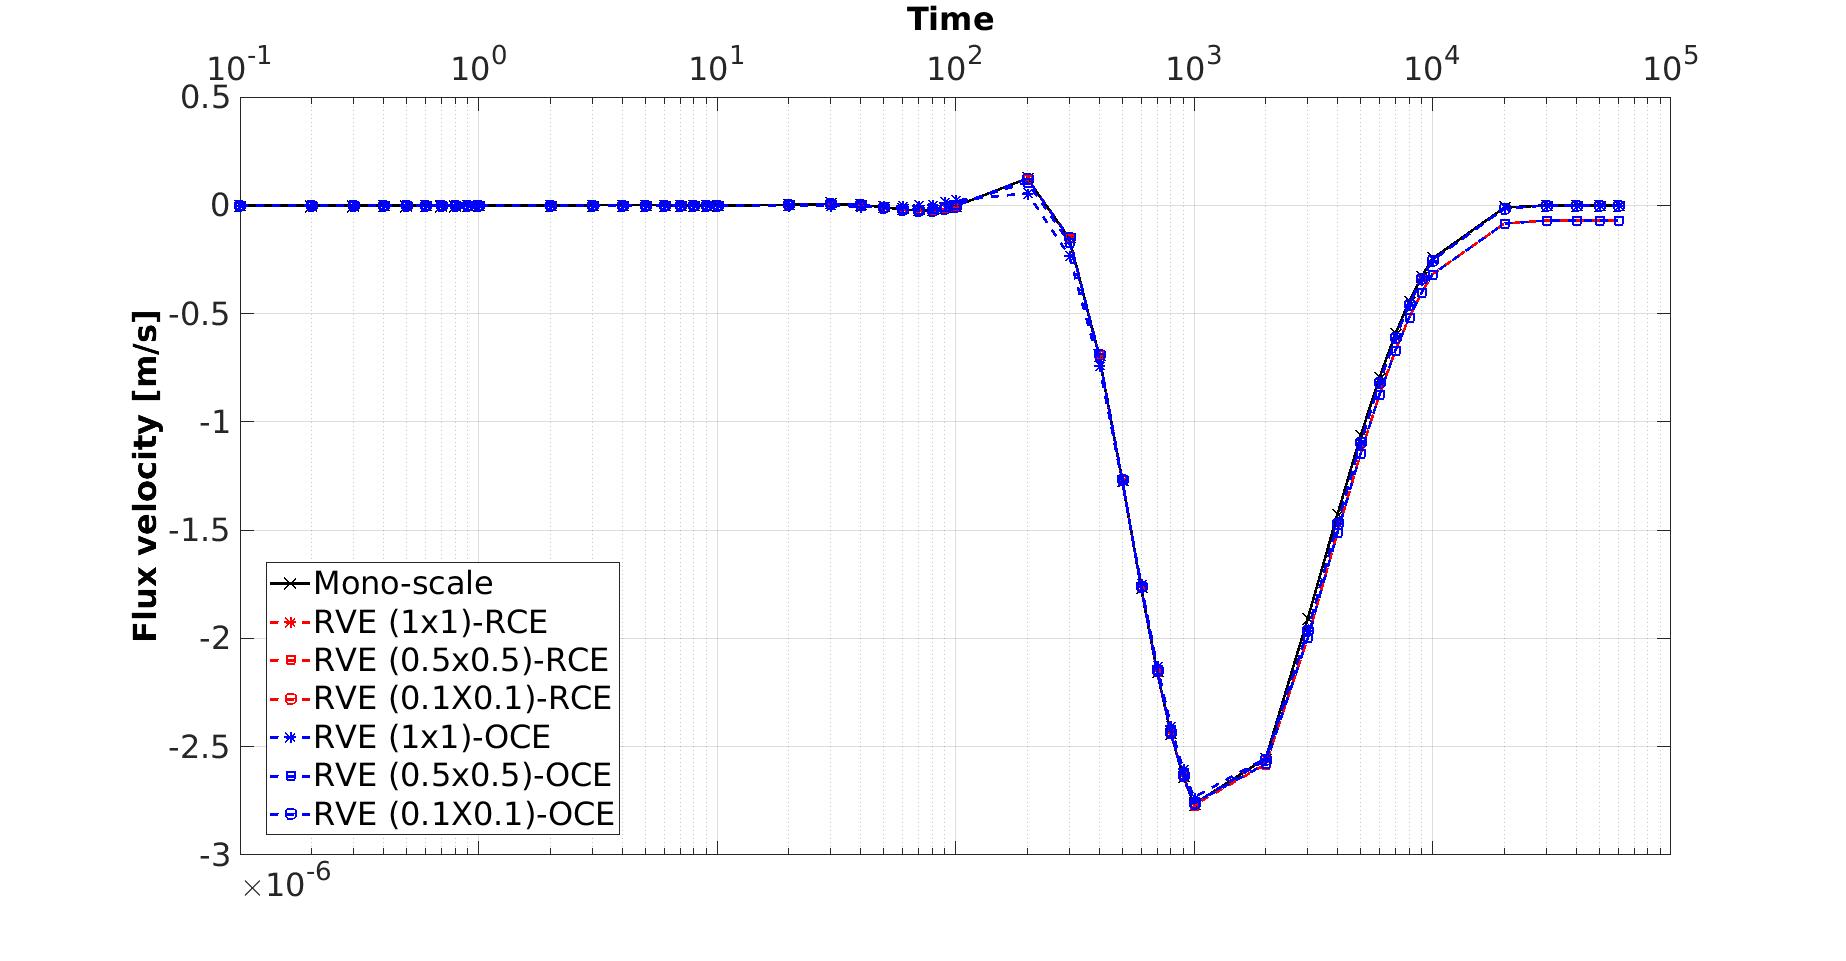 Time
10^-1 10^0 10^1 10^2 10^3 10^4 10^5
0.5
0
-0.5
-1
-1.5
-2
-2.5
-3
Flux velocity [m/s]
×10^-6
Mono-scale
RVE (1x1)-RCE
RVE (0.5x0.5)-RCE
RVE (0.1X0.1)-RCE
RVE (1x1)-OCE
RVE (0.5x0.5)-OCE
RVE (0.1X0.1)-OCE